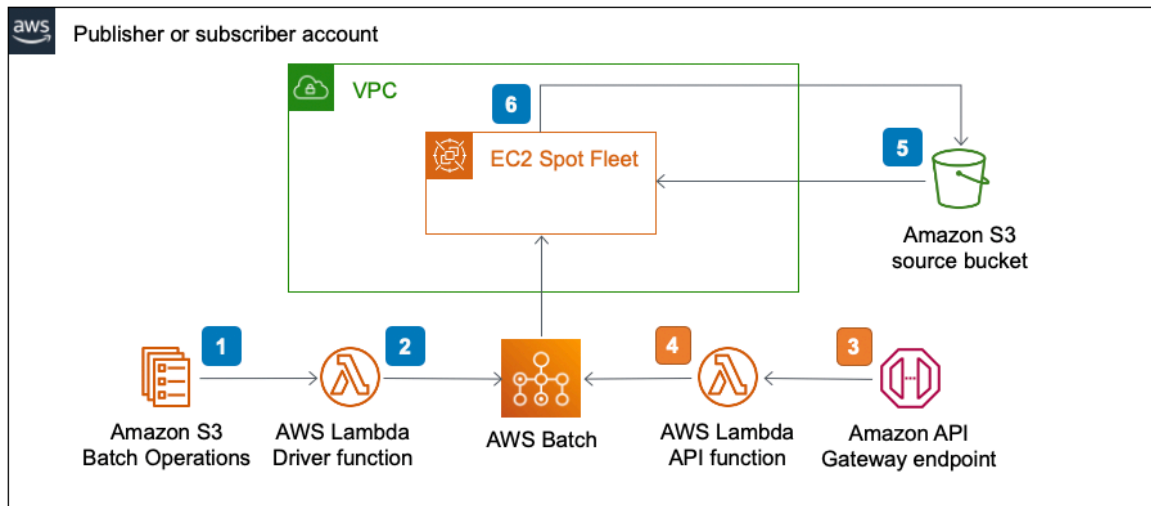 aws
Publisher or subscriber account
VPC
6
EC2 Spot Fleet
5
Amazon S3
source bucket
1
2
4
3
Amazon S3
Batch Operations
AWS Lambda
Driver function
AWS Batch
AWS Lambda
API function
Amazon API
Gateway endpoint